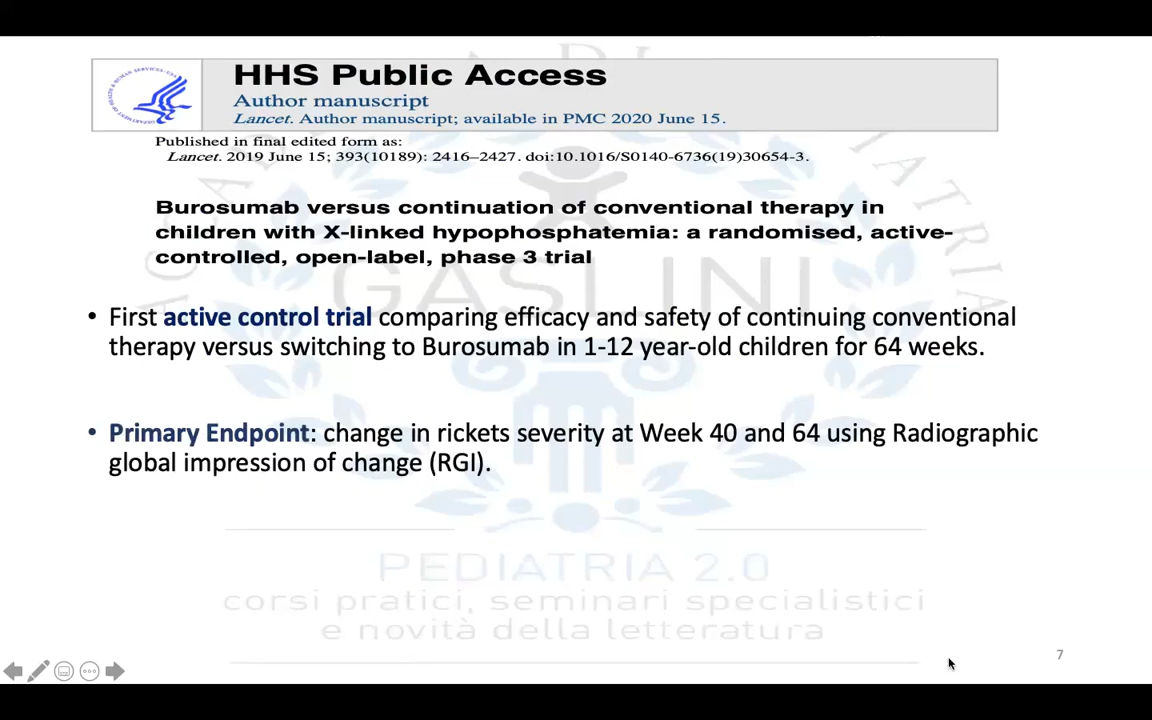 HHS Public Access
Author manuscript
Lancet. Author manuscript; available in PMC 2020 June 15.
Published in final edited form as:
Lancet. 2019 June 15; 393(10189): 2416–2427. doi:10.1016/S0140-6736(19)30654-3.
Burosumab versus continuation of conventional therapy in
children with X-linked hypophosphatemia: a randomised, active-
controlled, open-label, phase 3 trial
GASLINI
• First active control trial comparing efficacy and safety of continuing conventional
therapy versus switching to Burosumab in 1-12 year-old children for 64 weeks.
• Primary Endpoint: change in rickets severity at Week 40 and 64 using Radiographic
global impression of change (RGI).
PEDIATRIA 2.0
corsi pratici, seminari specialistici
e novità della letteratura
7